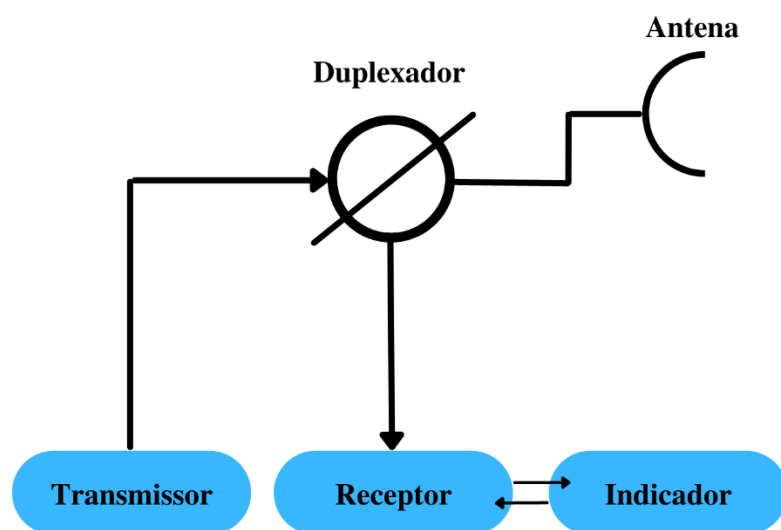 Antena
Duplexador
Transmissor
Receptor
Indicador